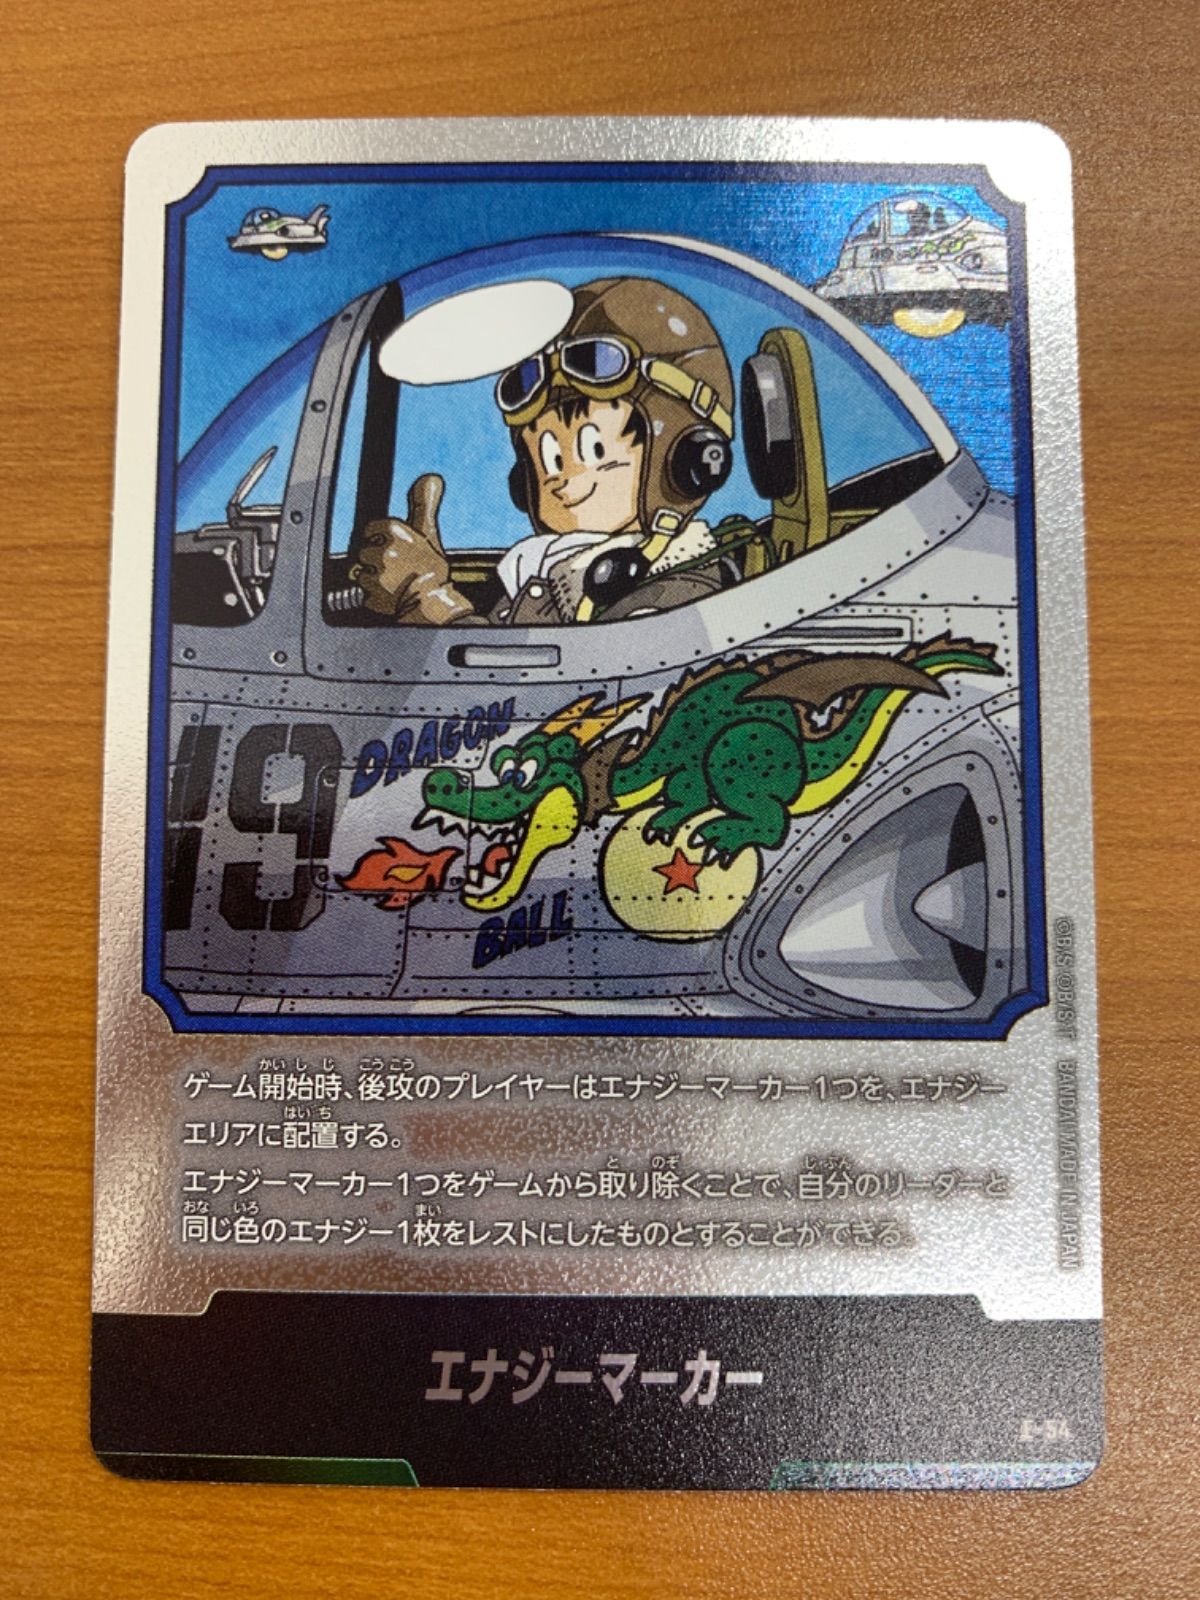 19
DRAGON
BALL
ゲーム開始時、後攻のプレイヤーはエナジーマーカー1つを、エナジー
エリアに配置する。
エナジーマーカー1つをゲームから取り除くことで、自分のリーダーと
同じ色のエナジー1枚をレストにしたものとすることができる。
©B/S ©B/S・T BANDAI MADE IN JAPAN
エナジーマーカー
E-54